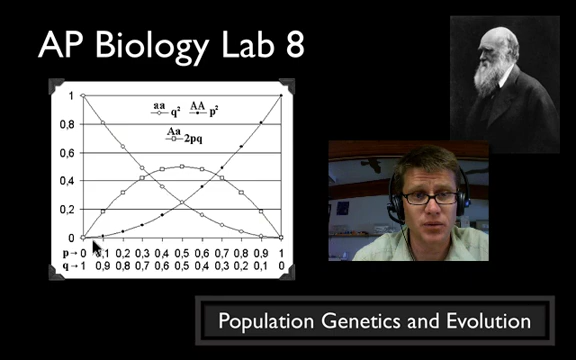 AP Biology Lab 8
1
aa AA
q² p²
0,8
Aa
2pq
0,6
0,4
0,2
0
p→ 0 0,1 0,2 0,3 0,4 0,5 0,6 0,7 0,8 0,9 1
q→ 1 0,9 0,8 0,7 0,6 0,5 0,4 0,3 0,2 0,1 0
Population Genetics and Evolution